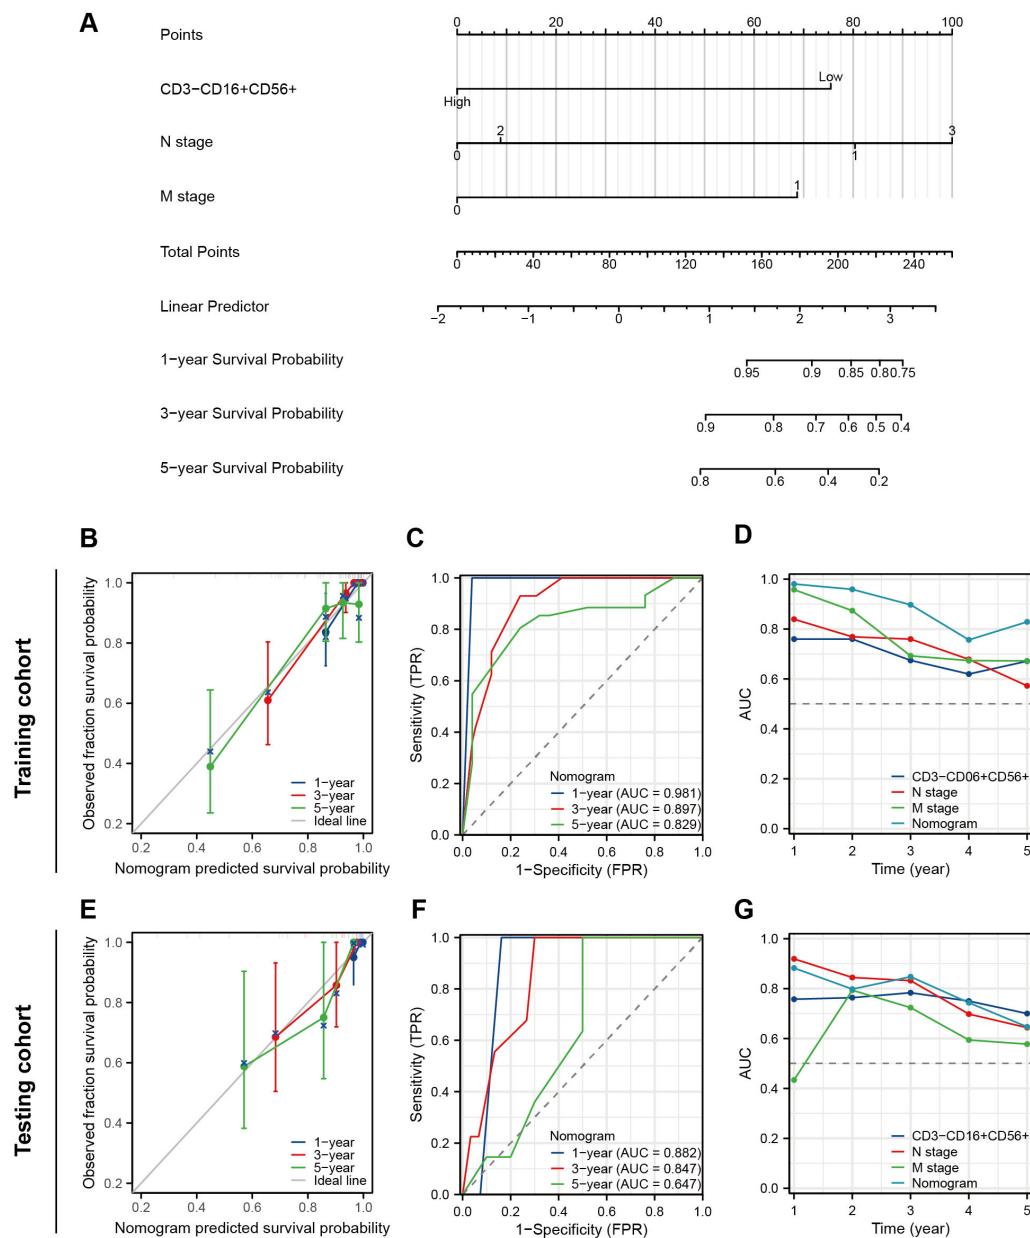 A
Points
0 20 40 60 80 100
CD3−CD16+CD56+
Low
High
N stage
2 3
0 1
M stage
1
0
Total Points
0 40 80 120 160 200 240
Linear Predictor
−2 −1 0 1 2 3
1−year Survival Probability
0.95 0.9 0.85 0.80 0.75
3−year Survival Probability
0.9 0.8 0.7 0.6 0.5 0.4
5−year Survival Probability
0.8 0.6 0.4 0.2
Training cohort
B
Observed fraction survival probability
1.0
0.8
0.6
0.4
0.2
1−year
3−year
5−year
Ideal line
0.2 0.4 0.6 0.8 1.0
Nomogram predicted survival probability
C
Sensitivity (TPR)
1.0
0.8
0.6
0.4
0.2
0.0
Nomogram
1−year (AUC = 0.981)
3−year (AUC = 0.897)
5−year (AUC = 0.829)
0.0 0.2 0.4 0.6 0.8 1.0
1−Specificity (FPR)
D
AUC
1.0
0.8
0.6
0.4
0.2
0.0
CD3−CD06+CD56+
N stage
M stage
Nomogram
1 2 3 4 5
Time (year)
Testing cohort
E
Observed fraction survival probability
1.0
0.8
0.6
0.4
0.2
1−year
3−year
5−year
Ideal line
0.2 0.4 0.6 0.8 1.0
Nomogram predicted survival probability
F
Sensitivity (TPR)
1.0
0.8
0.6
0.4
0.2
0.0
Nomogram
1−year (AUC = 0.882)
3−year (AUC = 0.847)
5−year (AUC = 0.647)
0.0 0.2 0.4 0.6 0.8 1.0
1−Specificity (FPR)
G
AUC
1.0
0.8
0.6
0.4
0.2
0.0
CD3−CD16+CD56+
N stage
M stage
Nomogram
1 2 3 4 5
Time (year)